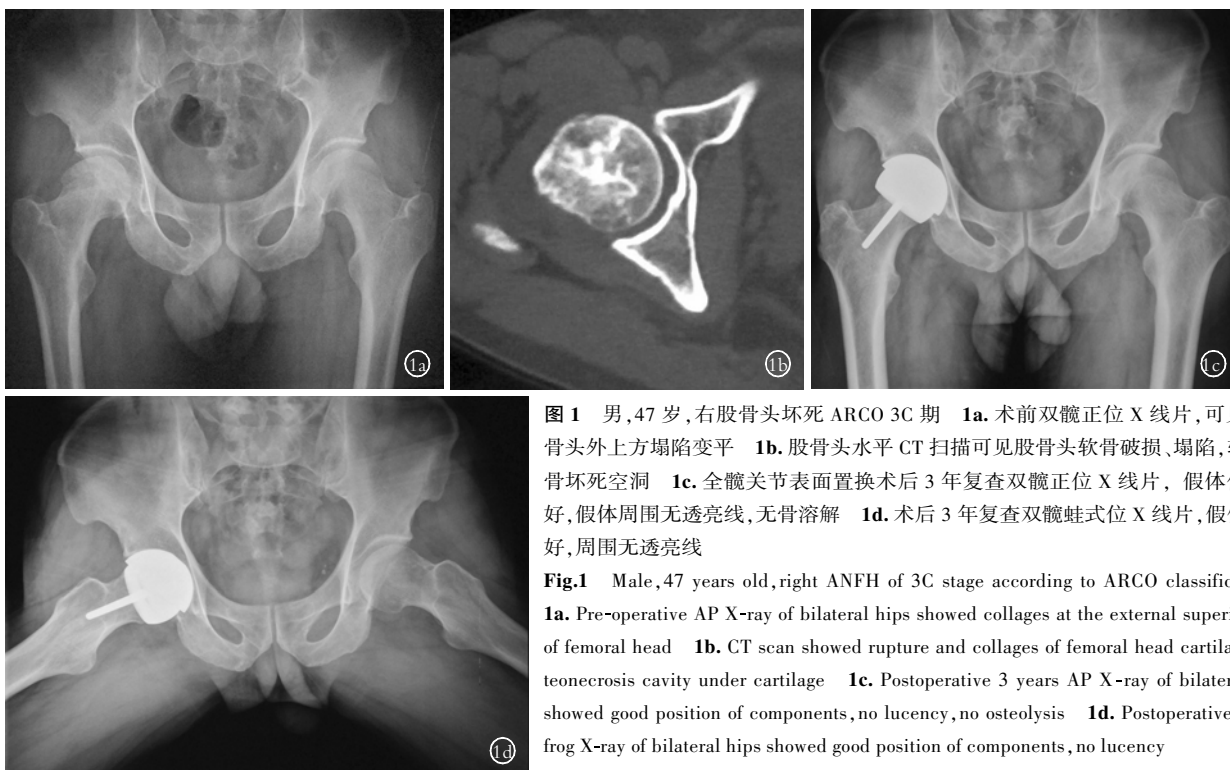 1a
1b
1c
1d
图 1 男,47 岁,右股骨头坏死 ARCO 3C 期 1a. 术前双髋正位 X 线片,可
骨头外上方塌陷变平 1b. 股骨头水平 CT 扫描可见股骨头软骨破损、塌陷,
骨坏死空洞 1c. 全髋关节表面置换术后 3 年复查双髋正位 X 线片, 假体
好,假体周围无透亮线,无骨溶解 1d. 术后 3 年复查双髋蛙式位 X 线片,假
好,周围无透亮线
Fig.1 Male,47 years old,right ANFH of 3C stage according to ARCO classific
1a. Pre-operative AP X-ray of bilateral hips showed collages at the external super
of femoral head 1b. CT scan showed rupture and collages of femoral head cartila
teonecrosis cavity under cartilage 1c. Postoperative 3 years AP X-ray of bilater
showed good position of components,no lucency,no osteolysis 1d. Postoperative
frog X-ray of bilateral hips showed good position of components,no lucency